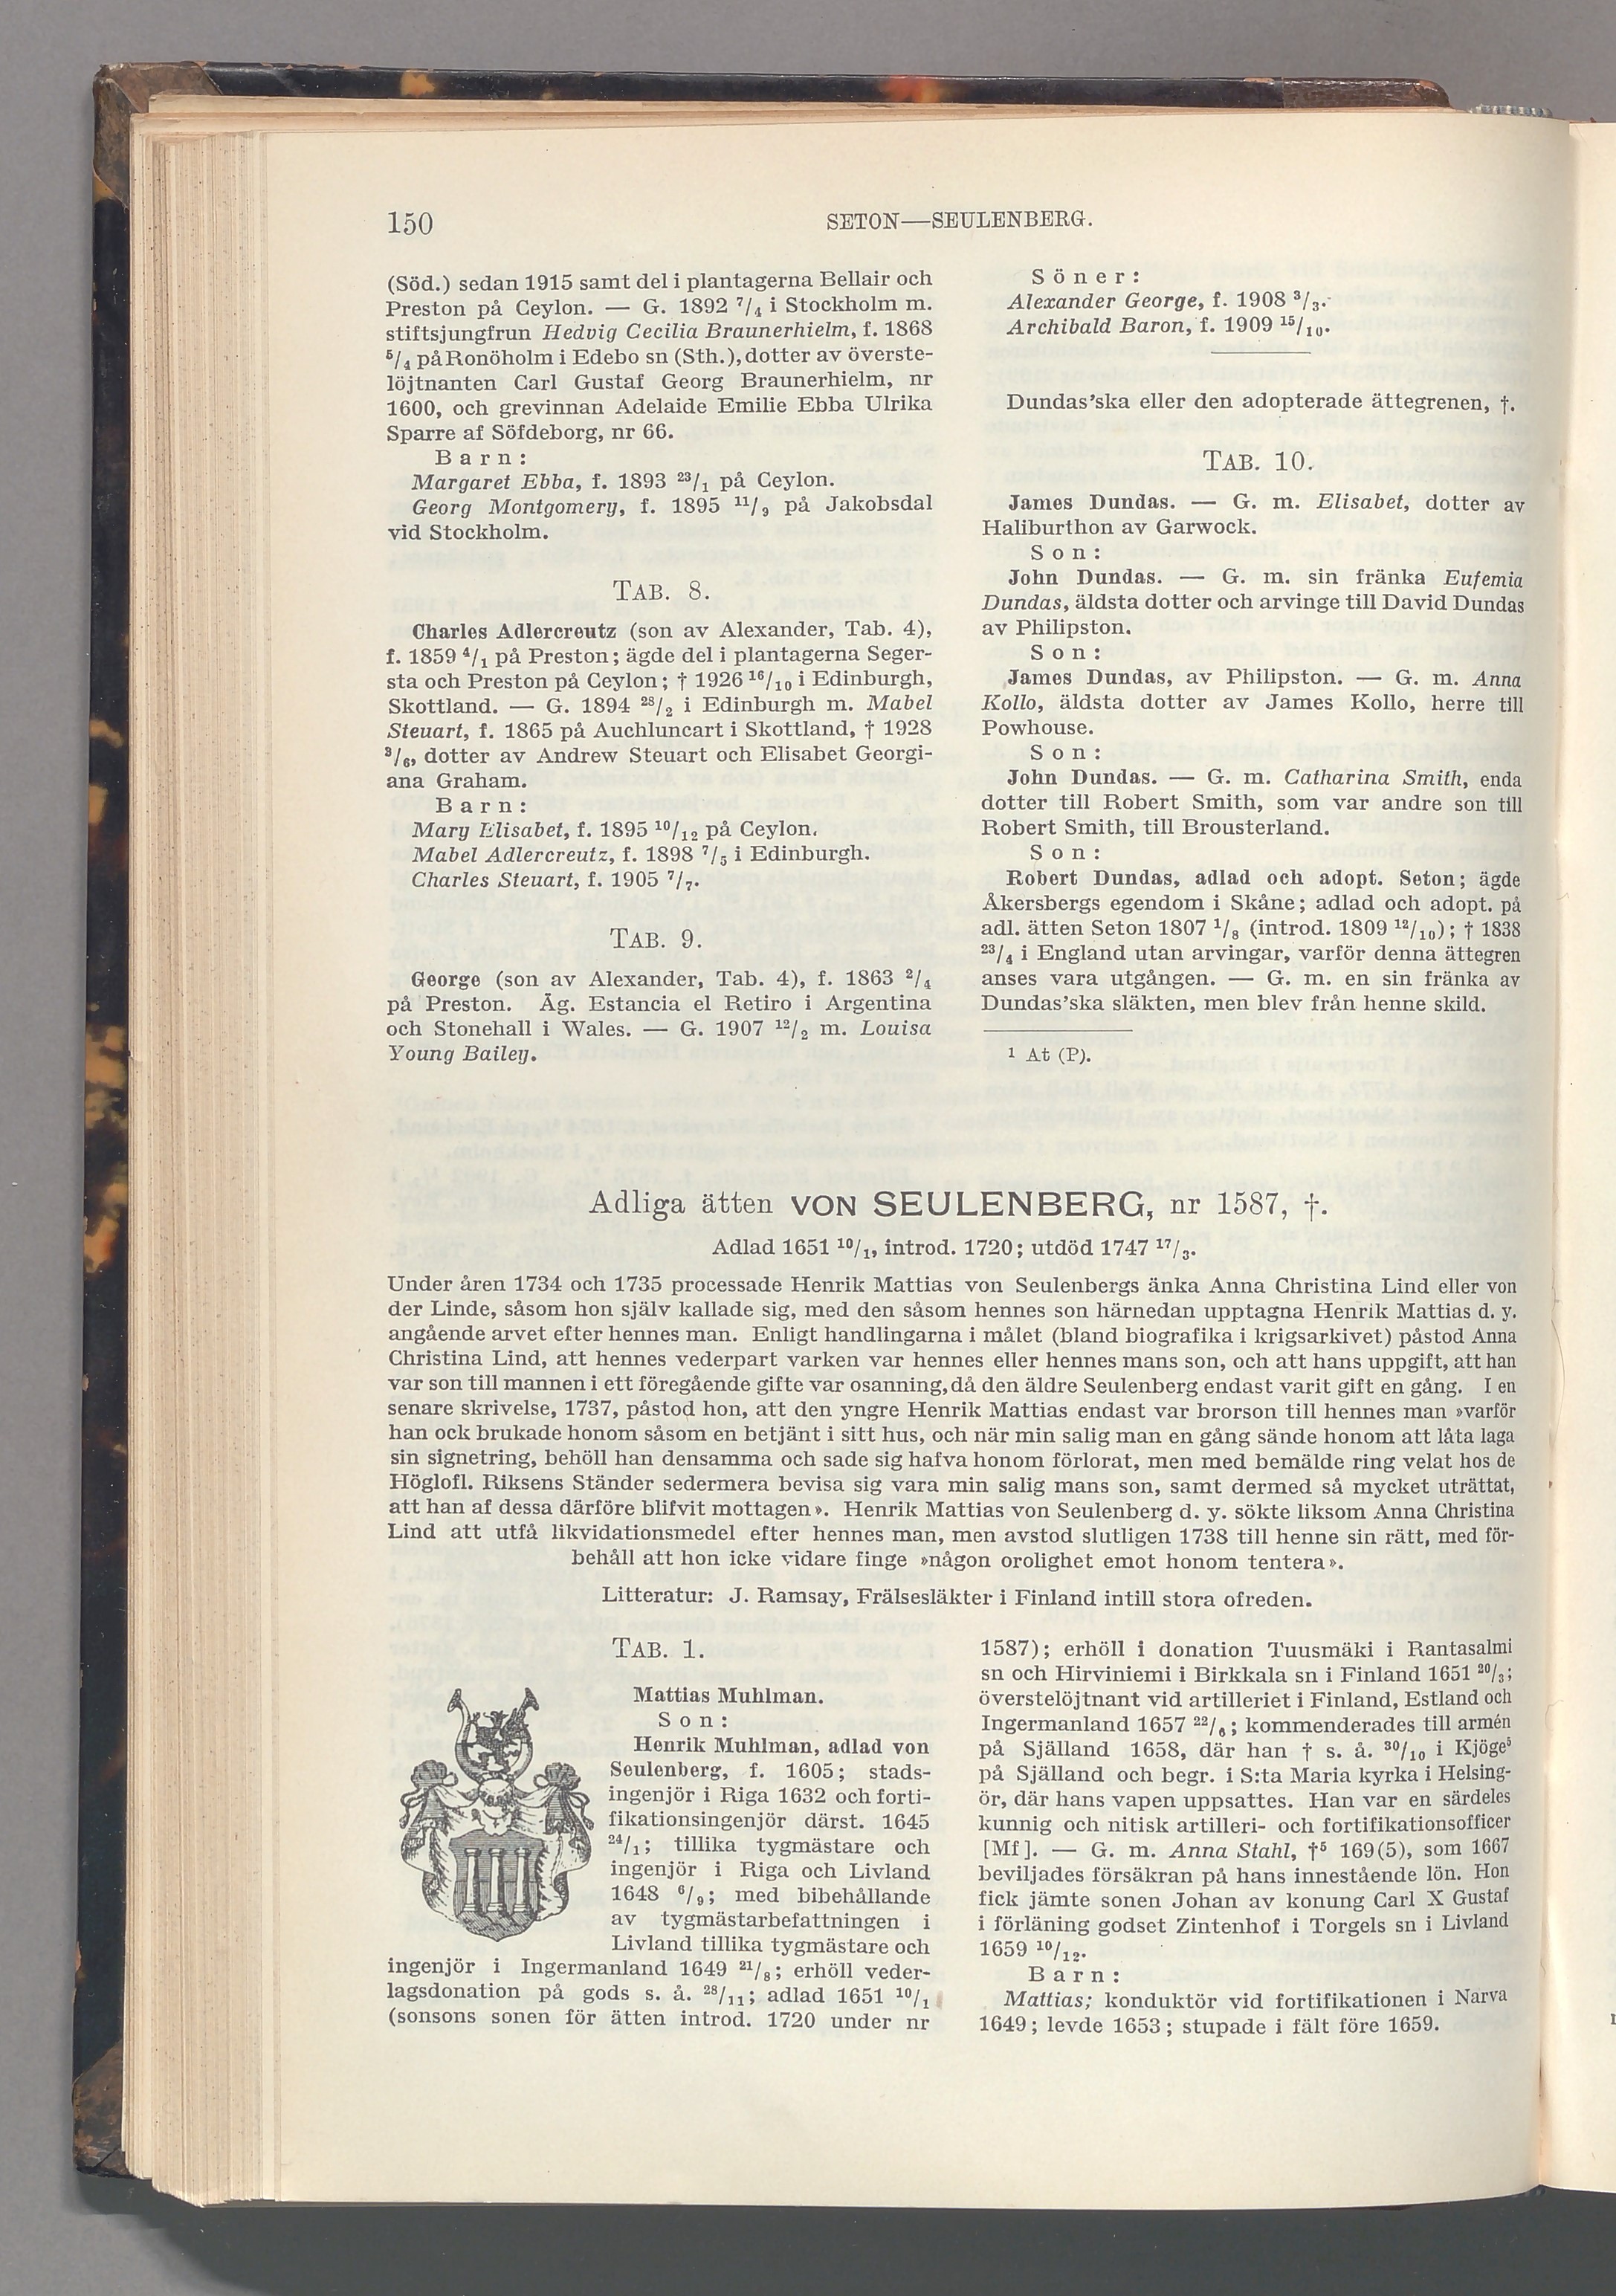 150
SETON—SEULENBERG.
(Söd.) sedan 1915 samt del i plantagerna Bellair och
Preston på Ceylon. — G. 1892 7/4 i Stockholm m.
stiftsjungfrun Hedvig Cecilia Braunerhielm, f. 1868
5/4 på Ronöholm i Edebo sn (Sth.), dotter av överste-
löjtnanten Carl Gustaf Georg Braunerhielm, nr
1600, och grevinnan Adelaide Emilie Ebba Ulrika
Sparre af Söfdeborg, nr 66.
Barn:
Margaret Ebba, f. 1893 23/1 på Ceylon.
Georg Montgomery, f. 1895 11/9 på Jakobsdal
vid Stockholm.
TAB. 8.
Charles Adlercreutz (son av Alexander, Tab. 4),
f. 1859 4/1 på Preston; ägde del i plantagerna Seger-
sta och Preston på Ceylon; † 1926 16/10 i Edinburgh,
Skottland. — G. 1894 28/2 i Edinburgh m. Mabel
Steuart, f. 1865 på Auchluncart i Skottland, † 1928
3/6, dotter av Andrew Steuart och Elisabet Georgi-
ana Graham.
Barn:
Mary Elisabet, f. 1895 10/12 på Ceylon.
Mabel Adlercreutz, f. 1898 7/5 i Edinburgh.
Charles Steuart, f. 1905 7/7.
TAB. 9.
George (son av Alexander, Tab. 4), f. 1863 2/4
på Preston. Äg. Estancia el Retiro i Argentina
och Stonehall i Wales. — G. 1907 12/2 m. Louisa
Young Bailey.
Söner:
Alexander George, f. 1908 3/3.
Archibald Baron, f. 1909 15/10.
Dundas'ska eller den adopterade ättegrenen, †.
TAB. 10.
James Dundas. — G. m. Elisabet, dotter av
Haliburthon av Garwock.
Son:
John Dundas. — G. m. sin fränka Eufemia
Dundas, äldsta dotter och arvinge till David Dundas
av Philipston.
Son:
James Dundas, av Philipston. — G. m. Anna
Kollo, äldsta dotter av James Kollo, herre till
Powhouse.
Son:
John Dundas. — G. m. Catharina Smith, enda
dotter till Robert Smith, som var andre son till
Robert Smith, till Brousterland.
Son:
Robert Dundas, adlad och adopt. Seton; ägde
Åkersbergs egendom i Skåne; adlad och adopt. på
adl. ätten Seton 1807 1/8 (introd. 1809 12/10); † 1838
23/4 i England utan arvingar, varför denna ättegren
anses vara utgången. — G. m. en sin fränka av
Dundas'ska släkten, men blev från henne skild.
1 At (P).
Adliga ätten VON SEULENBERG, nr 1587, †.
Adlad 1651 10/1, introd. 1720; utdöd 1747 17/3.
Under åren 1734 och 1735 processade Henrik Mattias von Seulenbergs änka Anna Christina Lind eller von
der Linde, såsom hon själv kallade sig, med den såsom hennes son härnedan upptagna Henrik Mattias d. y.
angående arvet efter hennes man. Enligt handlingarna i målet (bland biografika i krigsarkivet) påstod Anna
Christina Lind, att hennes vederpart varken var hennes eller hennes mans son, och att hans uppgift, att han
var son till mannen i ett föregående gifte var osanning, då den äldre Seulenberg endast varit gift en gång. I en
senare skrivelse, 1737, påstod hon, att den yngre Henrik Mattias endast var brorson till hennes man »varför
han ock brukade honom såsom en betjänt i sitt hus, och när min salig man en gång sände honom att låta laga
sin signetring, behöll han densamma och sade sig hafva honom förlorat, men med bemälde ring velat hos de
Höglofl. Riksens Ständer sedermera bevisa sig vara min salig mans son, samt dermed så mycket uträttat,
att han af dessa därföre blifvit mottagen». Henrik Mattias von Seulenberg d. y. sökte liksom Anna Christina
Lind att utfå likvidationsmedel efter hennes man, men avstod slutligen 1738 till henne sin rätt, med för-
behåll att hon icke vidare finge »någon orolighet emot honom tentera».
Litteratur: J. Ramsay, Frälsesläkter i Finland intill stora ofreden.
TAB. 1.
Mattias Muhlman.
Son:
Henrik Muhlman, adlad von
Seulenberg, f. 1605; stads-
ingenjör i Riga 1632 och forti-
fikationsingenjör därst. 1645
24/1; tillika tygmästare och
ingenjör i Riga och Livland
1648 6/9; med bibehållande
av tygmästarbefattningen i
Livland tillika tygmästare och
ingenjör i Ingermanland 1649 21/8; erhöll veder-
lagsdonation på gods s. å. 28/11; adlad 1651 10/1
(sonsons sonen för ätten introd. 1720 under nr
1587); erhöll i donation Tuusmäki i Rantasalmi
sn och Hirviniemi i Birkkala sn i Finland 1651 20/3;
överstelöjtnant vid artilleriet i Finland, Estland och
Ingermanland 1657 22/6; kommenderades till armén
på Själland 1658, där han † s. å. 30/10 i Kjöge5
på Själland och begr. i S:ta Maria kyrka i Helsing-
ör, där hans vapen uppsattes. Han var en särdeles
kunnig och nitisk artilleri- och fortifikationsofficer
[Mf]. — G. m. Anna Stahl, †5 169(5), som 1667
beviljades försäkran på hans innestående lön. Hon
fick jämte sonen Johan av konung Carl X Gustaf
i förläning godset Zintenhof i Torgels sn i Livland
1659 10/12.
Barn:
Mattias; konduktör vid fortifikationen i Narva
1649; levde 1653; stupade i fält före 1659.